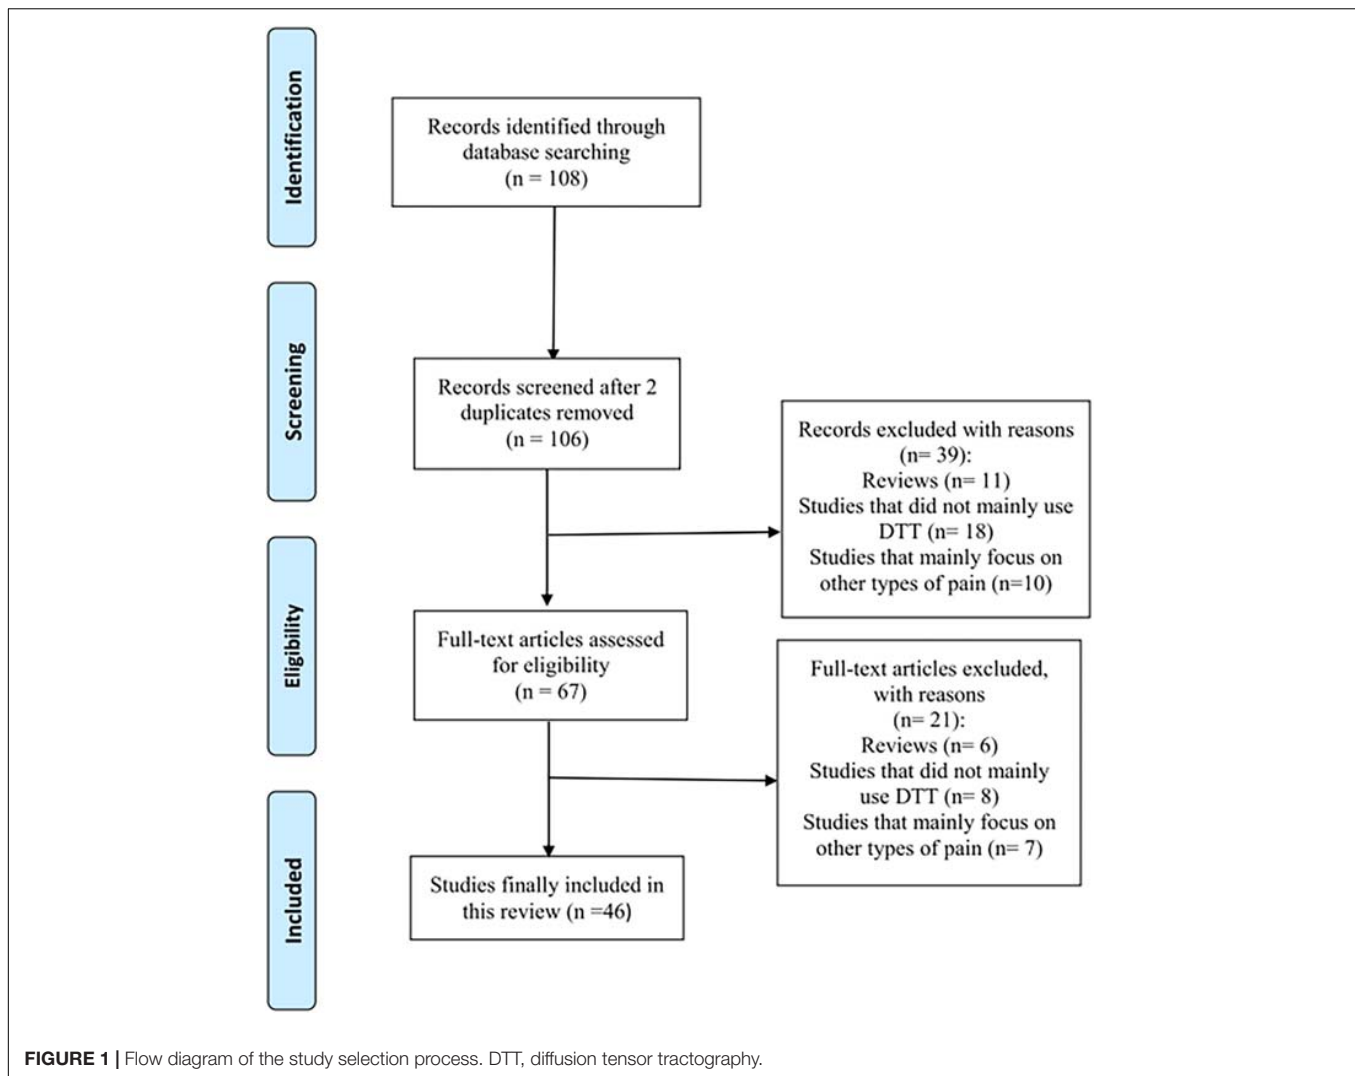 Identification
Records identified through
database searching
(n = 108)
Screening
Records screened after 2
duplicates removed
(n = 106)
Records excluded with reasons
(n= 39):
Reviews (n= 11)
Studies that did not mainly use
DTT (n= 18)
Studies that mainly focus on
other types of pain (n=10)
Eligibility
Full-text articles assessed
for eligibility
(n = 67)
Full-text articles excluded,
with reasons
(n= 21):
Reviews (n= 6)
Studies that did not mainly
use DTT (n= 8)
Studies that mainly focus on
other types of pain (n= 7)
Included
Studies finally included in
this review (n =46)
FIGURE 1 | Flow diagram of the study selection process. DTT, diffusion tensor tractography.